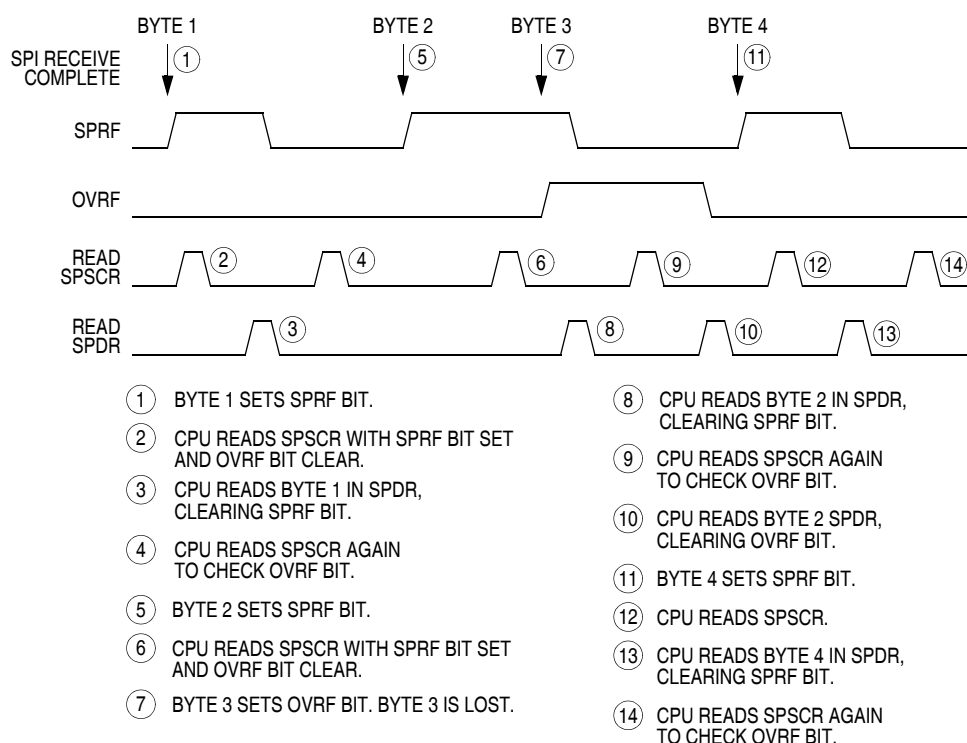 BYTE 1 BYTE 2 BYTE 3 BYTE 4
SPI RECEIVE
COMPLETE
1 5 7 11
SPRF
OVRF
READ
SPSCR
2 4 6 9 12 14
READ
SPDR
3 8 10 13
1 BYTE 1 SETS SPRF BIT.
2 CPU READS SPSCR WITH SPRF BIT SET
AND OVRF BIT CLEAR.
3 CPU READS BYTE 1 IN SPDR,
CLEARING SPRF BIT.
4 CPU READS SPSCR AGAIN
TO CHECK OVRF BIT.
5 BYTE 2 SETS SPRF BIT.
6 CPU READS SPSCR WITH SPRF BIT SET
AND OVRF BIT CLEAR.
7 BYTE 3 SETS OVRF BIT. BYTE 3 IS LOST.
8 CPU READS BYTE 2 IN SPDR,
CLEARING SPRF BIT.
9 CPU READS SPSCR AGAIN
TO CHECK OVRF BIT.
10 CPU READS BYTE 2 SPDR,
CLEARING OVRF BIT.
11 BYTE 4 SETS SPRF BIT.
12 CPU READS SPSCR.
13 CPU READS BYTE 4 IN SPDR,
CLEARING SPRF BIT.
14 CPU READS SPSCR AGAIN
TO CHECK OVRF BIT.